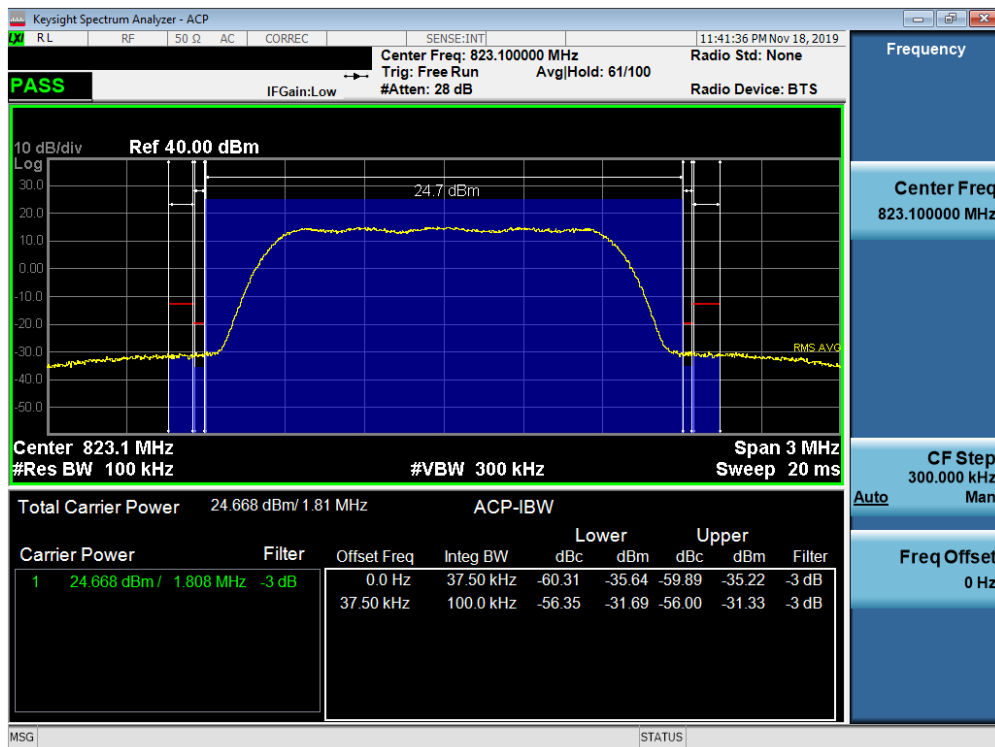 Keysight Spectrum Analyzer - ACP
LXI RL RF 50 Ω AC CORREC SENSE:INT 11:41:36 PM Nov 18, 2019
Center Freq: 823.100000 MHz Radio Std: None
Trig: Free Run Avg|Hold: 61/100
PASS IFGain:Low #Atten: 28 dB Radio Device: BTS
10 dB/div Ref 40.00 dBm
Log
30.0
24.7 dBm
20.0
10.0
0.00
-10.0
-20.0
-30.0
RMS AVG
-40.0
-50.0
Center 823.1 MHz Span 3 MHz
#Res BW 100 kHz #VBW 300 kHz Sweep 20 ms
Total Carrier Power 24.668 dBm/ 1.81 MHz ACP-IBW
Lower Upper
Carrier Power Filter Offset Freq Integ BW dBc dBm dBc dBm Filter
1 24.668 dBm / 1.808 MHz -3 dB 0.0 Hz 37.50 kHz -60.31 -35.64 -59.89 -35.22 -3 dB
37.50 kHz 100.0 kHz -56.35 -31.69 -56.00 -31.33 -3 dB
MSG STATUS
Frequency
Center Freq
823.100000 MHz
CF Step
300.000 kHz
Auto Man
Freq Offset
0 Hz